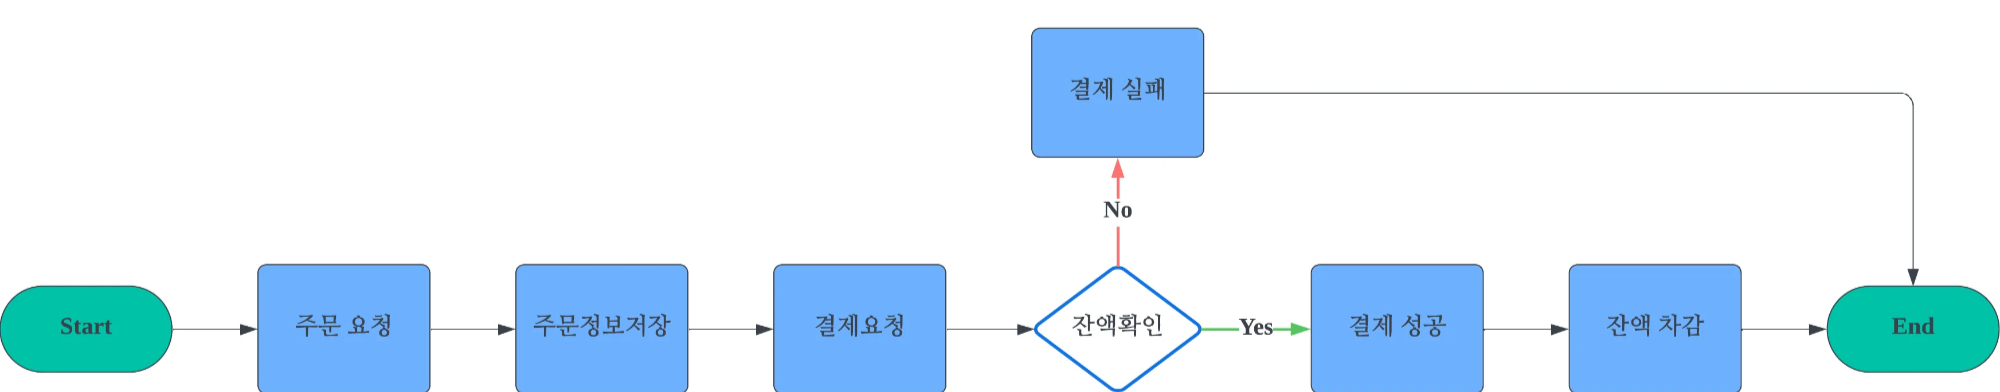 결제 실패
No
Start
주문 요청
주문정보저장
결제요청
잔액확인
Yes
결제 성공
잔액 차감
End